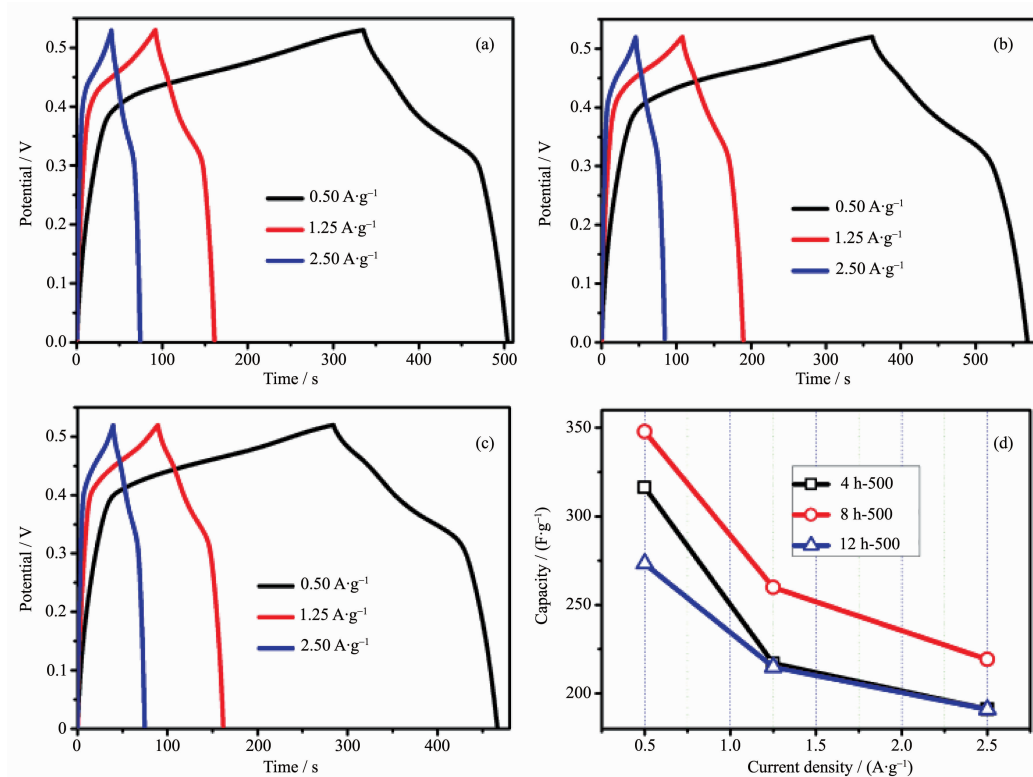 (a)
0.5
0.4
0.3
0.2
0.1
0.0
Potential / V
0.50 A·g⁻¹
1.25 A·g⁻¹
2.50 A·g⁻¹
0 50 100 150 200 250 300 350 400 450 500
Time / s
(b)
0.5
0.4
0.3
0.2
0.1
0.0
Potential / V
0.50 A·g⁻¹
1.25 A·g⁻¹
2.50 A·g⁻¹
0 100 200 300 400 500
Time / s
(c)
0.5
0.4
0.3
0.2
0.1
0
Potential / V
0.50 A·g⁻¹
1.25 A·g⁻¹
2.50 A·g⁻¹
0 100 200 300 400
Time / s
(d)
350
300
250
200
Capacity / (F·g⁻¹)
4 h-500
8 h-500
12 h-500
0.5 1.0 1.5 2.0 2.5
Current density / (A·g⁻¹)